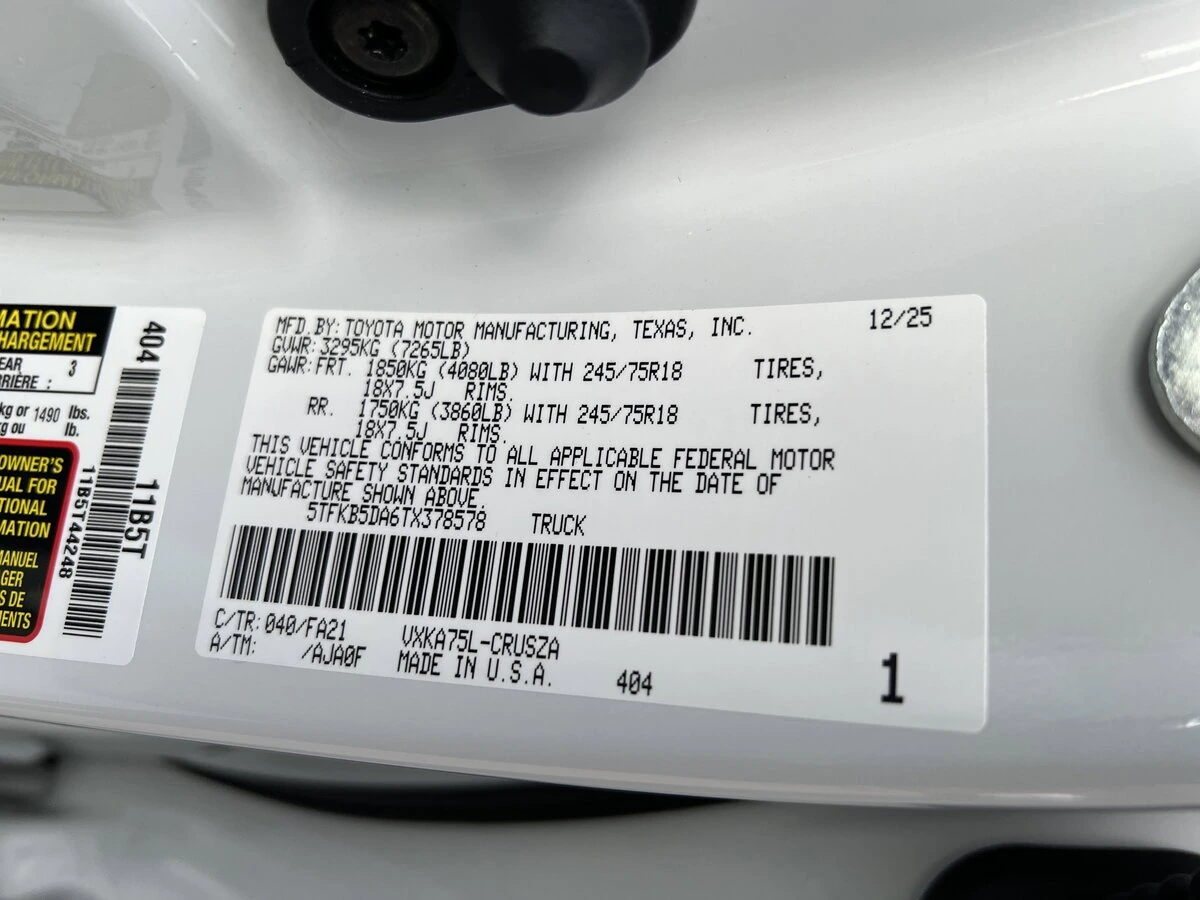 MATION
HARGEMENT
EAR 3
RRIÈRE :
kg or 1490 lbs.
kg ou lb.
OWNER'S
UAL FOR
TIONAL
MATION
MANUEL
GER
S DE
MENTS
404
11B5T
11B5T44248
MFD. BY: TOYOTA MOTOR MANUFACTURING, TEXAS, INC. 12/25
GVWR: 3295KG (7265LB)
GAWR: FRT. 1850KG (4080LB) WITH 245/75R18 TIRES,
18X7.5J RIMS.
RR. 1750KG (3860LB) WITH 245/75R18 TIRES,
18X7.5J RIMS.
THIS VEHICLE CONFORMS TO ALL APPLICABLE FEDERAL MOTOR
VEHICLE SAFETY STANDARDS IN EFFECT ON THE DATE OF
MANUFACTURE SHOWN ABOVE.
5TFKB5DA6TX378578 TRUCK
C/TR: 040/FA21 VXKA75L-CRUSZA
A/TM: /AJA0F MADE IN U.S.A. 404 1